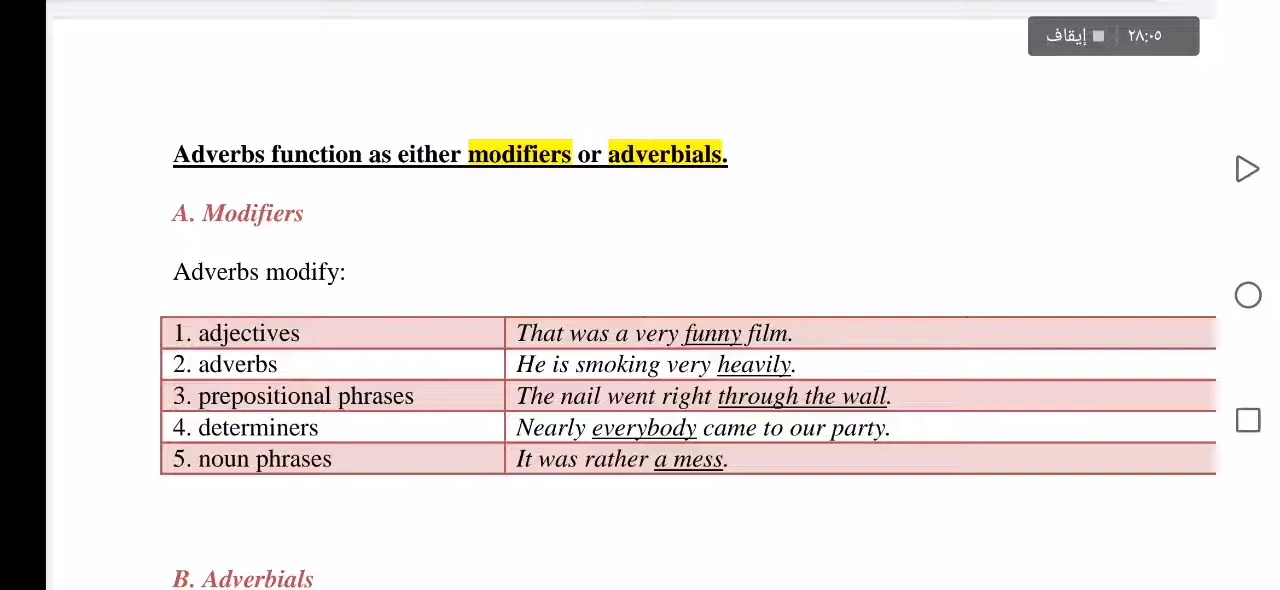 إيقاف ٢٨:٠٥
Adverbs function as either modifiers or adverbials.
A. Modifiers
Adverbs modify:
1. adjectives That was a very funny film.
2. adverbs He is smoking very heavily.
3. prepositional phrases The nail went right through the wall.
4. determiners Nearly everybody came to our party.
5. noun phrases It was rather a mess.
B. Adverbials